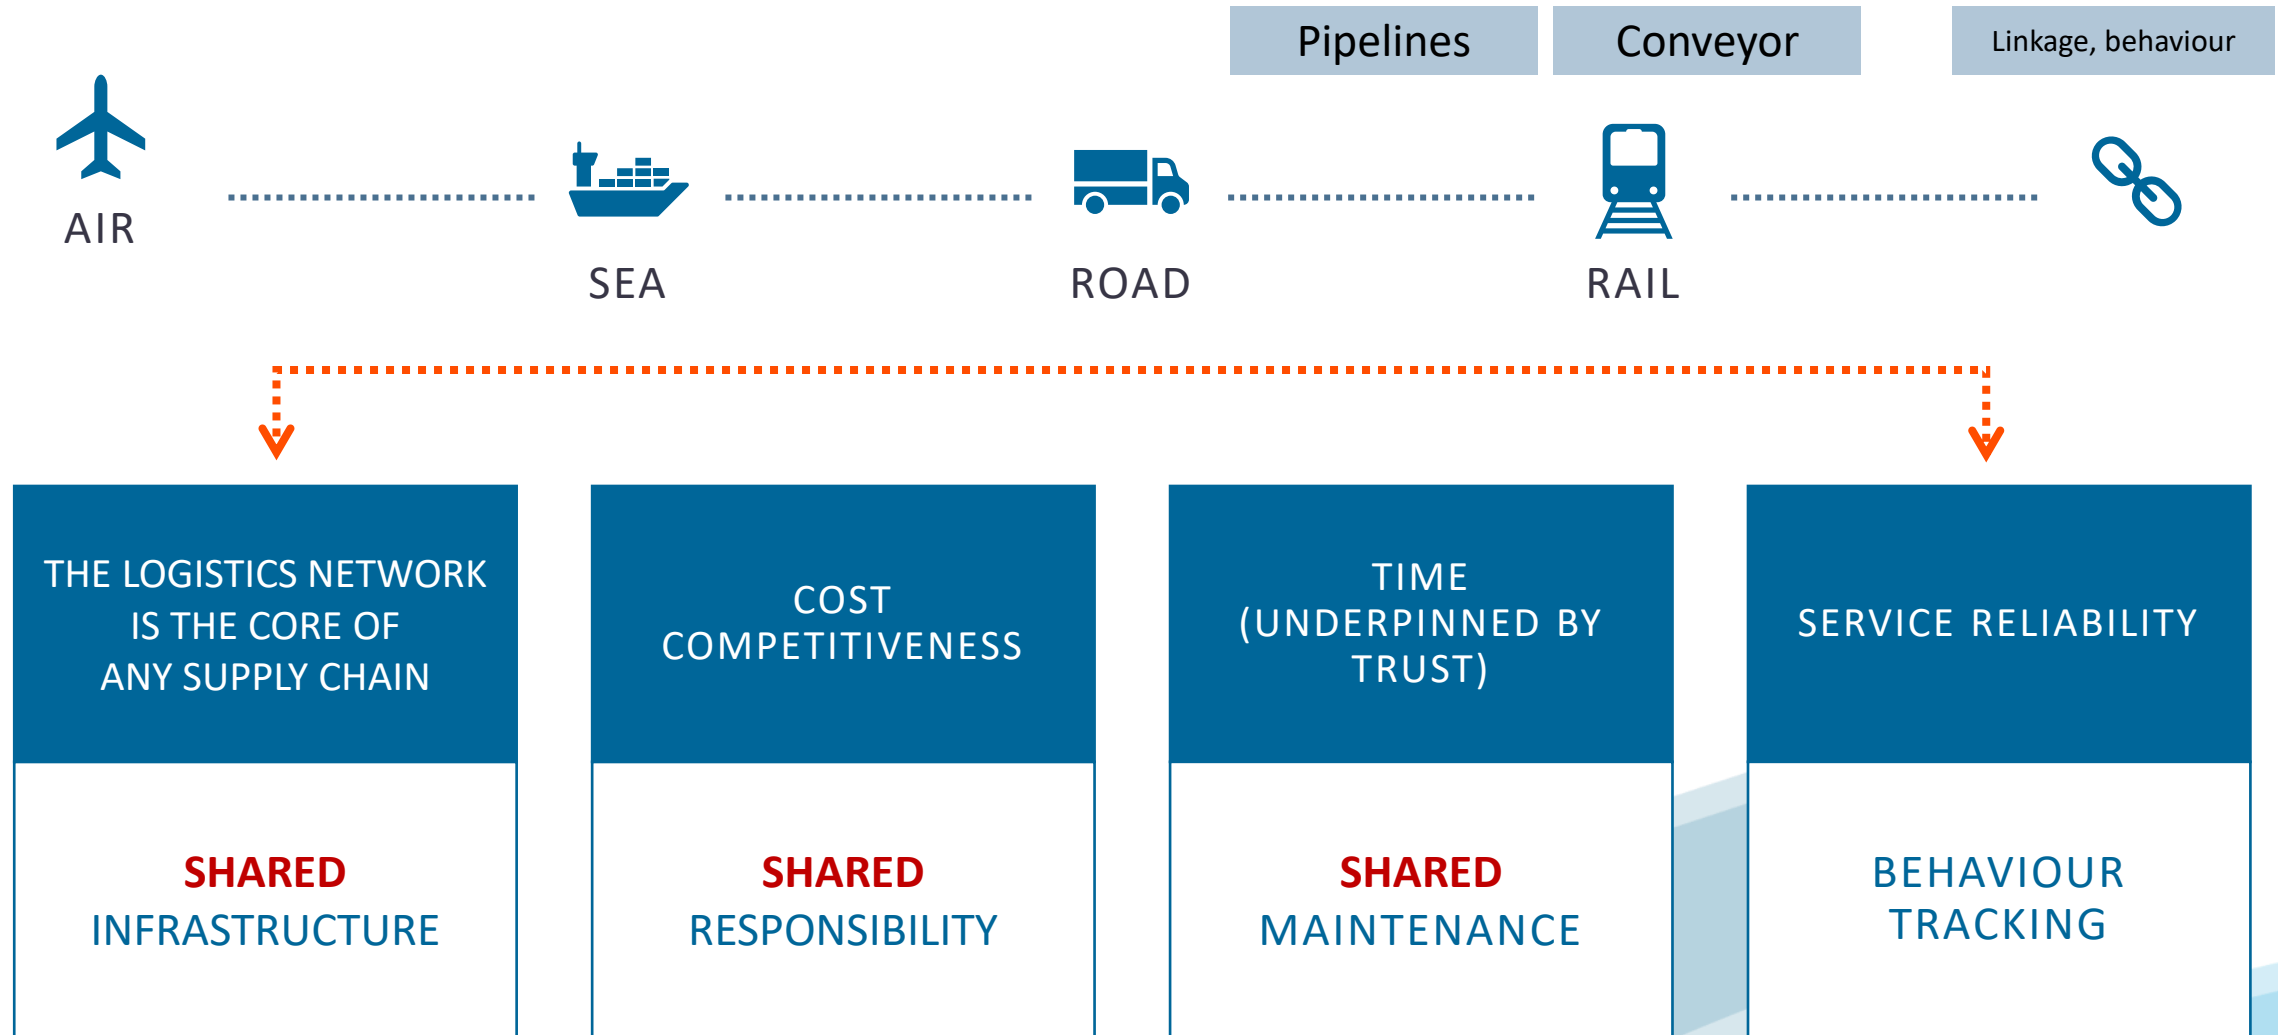 Pipelines
Conveyor
Linkage, behaviour
AIR
SEA
ROAD
RAIL
THE LOGISTICS NETWORK
IS THE CORE OF
ANY SUPPLY CHAIN
SHARED
INFRASTRUCTURE
COST
COMPETITIVENESS
SHARED
RESPONSIBILITY
TIME
(UNDERPINNED BY
TRUST)
SHARED
MAINTENANCE
SERVICE RELIABILITY
BEHAVIOUR
TRACKING